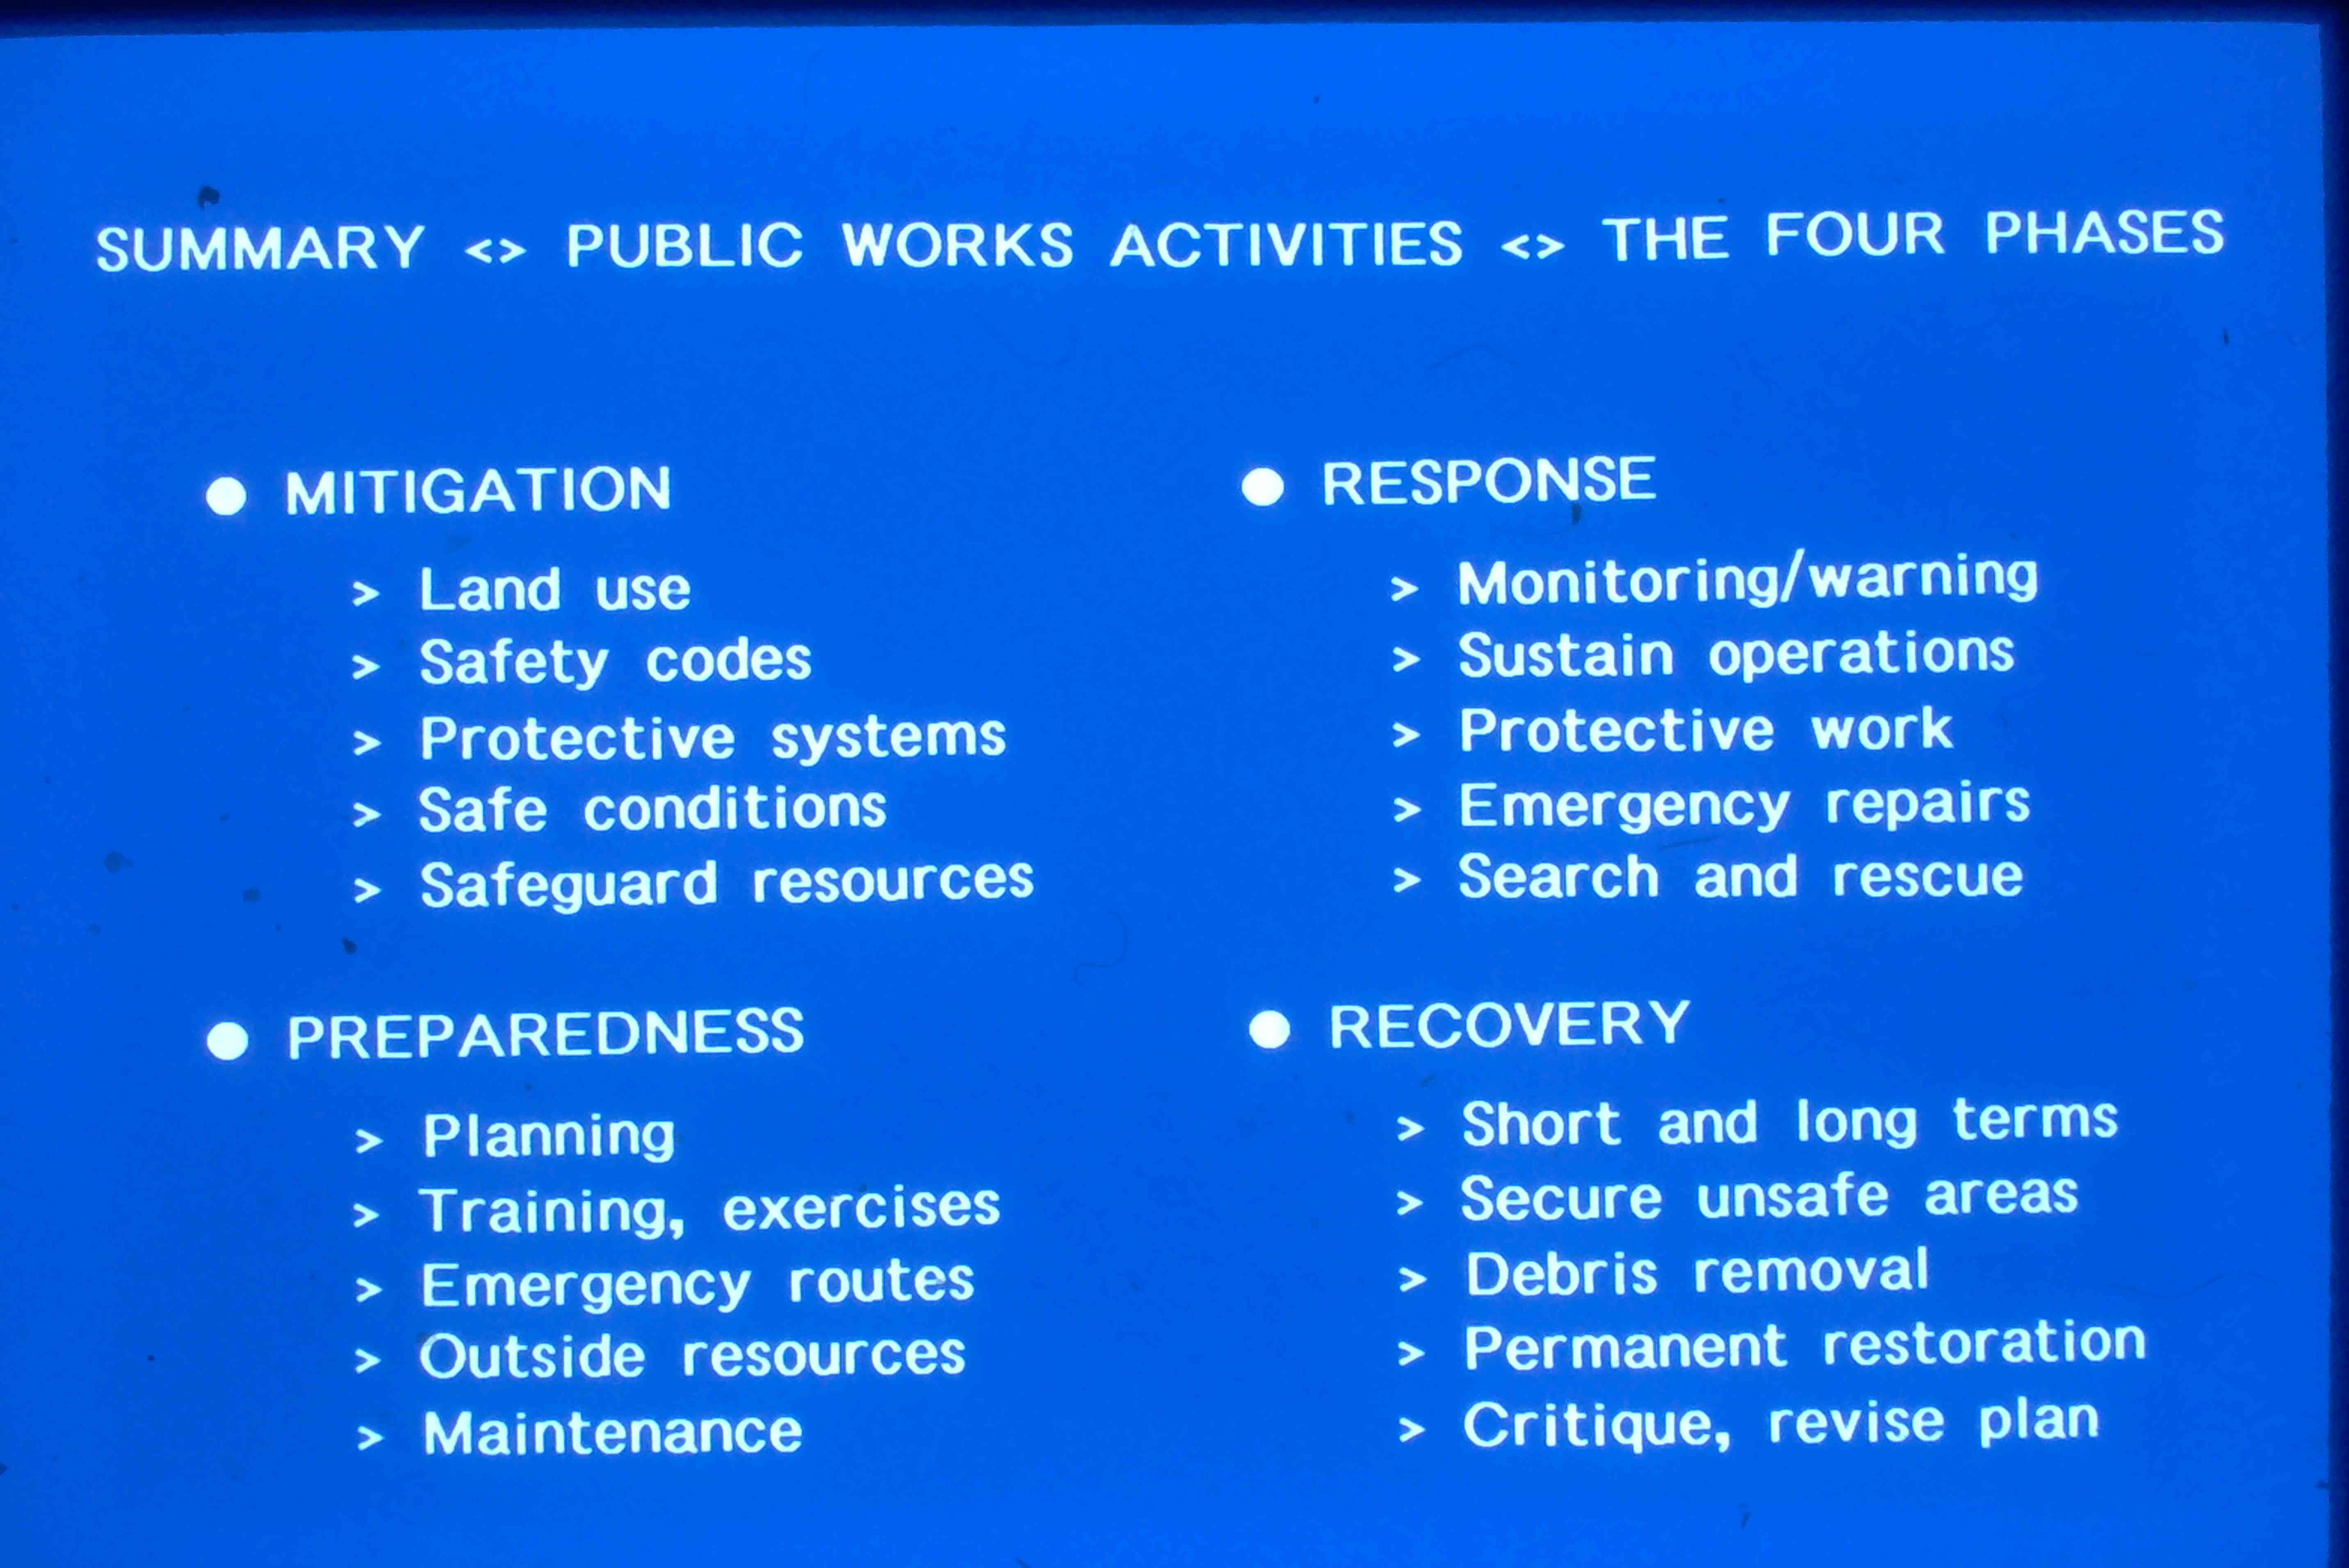 SUMMARY <> PUBLIC WORKS ACTIVITIES <> THE FOUR PHASES
● MITIGATION
> Land use
> Safety codes
> Protective systems
> Safe conditions
> Safeguard resources
● PREPAREDNESS
> Planning
> Training, exercises
> Emergency routes
> Outside resources
> Maintenance
● RESPONSE
> Monitoring/warning
> Sustain operations
> Protective work
> Emergency repairs
> Search and rescue
● RECOVERY
> Short and long terms
> Secure unsafe areas
> Debris removal
> Permanent restoration
> Critique, revise plan